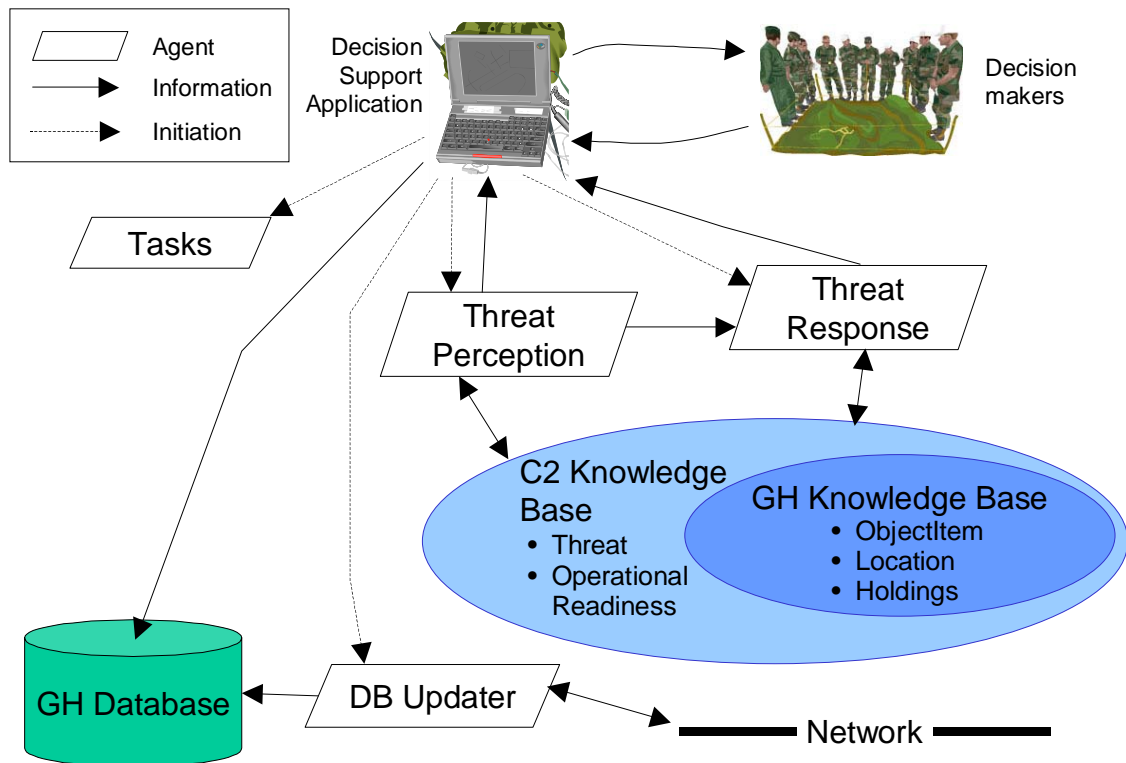 Agent
Information
Initiation
Decision
Support
Application
Decision
makers
Tasks
Threat
Perception
Threat
Response
C2 Knowledge
Base
• Threat
• Operational
Readiness
GH Knowledge Base
• ObjectItem
• Location
• Holdings
GH Database
DB Updater
Network